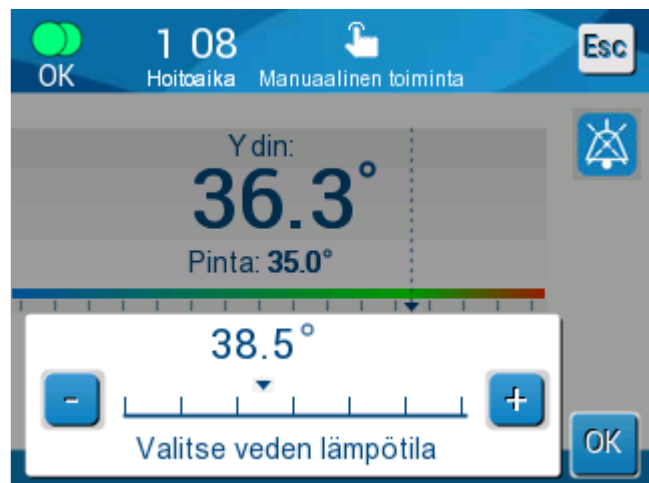 1 08
Esc
OK
Hoitoaika
Manuaalinen toiminta
Ydin:
36.3°
Pinta: 35.0°
38.5°
-
+
Valitse veden lämpötila
OK